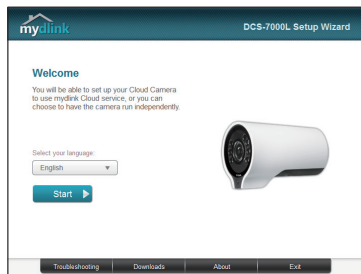 mydlink
DCS-7000L Setup Wizard
Welcome
You will be able to set up your Cloud Camera
to use mydlink Cloud service, or you can
choose to have the camera run independently.
Select your language:
English
Start
Troubleshooting
Downloads
About
Exit